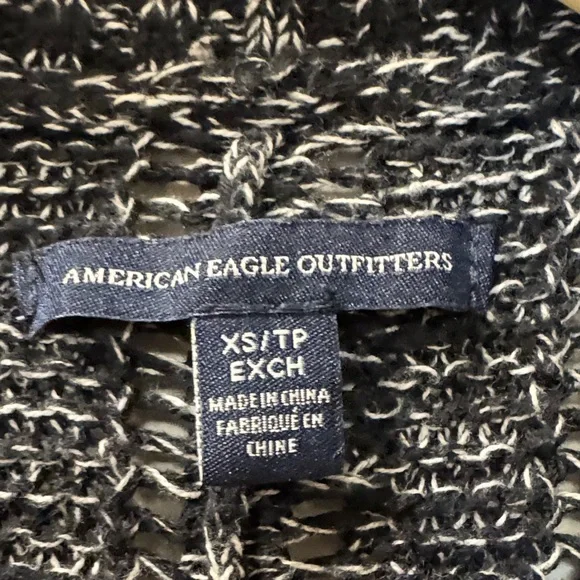 AMERICAN EAGLE OUTFITTERS
XS/TP
EXCH
MADE IN CHINA
FABRIQUÉ EN
CHINE